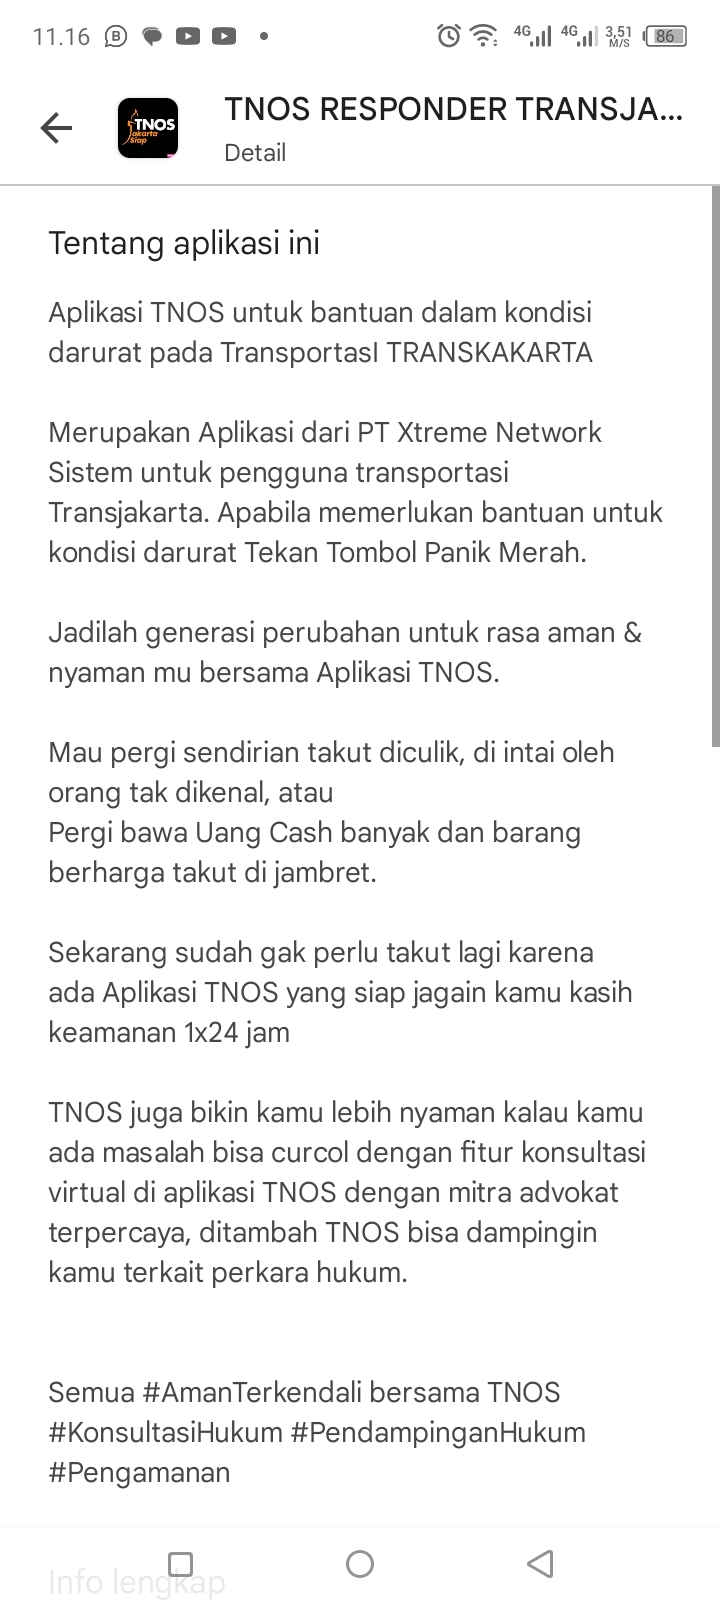 11.16
4G
4G
3,51
M/S
86
TNOS RESPONDER TRANSJA...
Detail
TNOS
Jakarta
Siap
Tentang aplikasi ini
Aplikasi TNOS untuk bantuan dalam kondisi
darurat pada TransportasI TRANSKAKARTA
Merupakan Aplikasi dari PT Xtreme Network
Sistem untuk pengguna transportasi
Transjakarta. Apabila memerlukan bantuan untuk
kondisi darurat Tekan Tombol Panik Merah.
Jadilah generasi perubahan untuk rasa aman &
nyaman mu bersama Aplikasi TNOS.
Mau pergi sendirian takut diculik, di intai oleh
orang tak dikenal, atau
Pergi bawa Uang Cash banyak dan barang
berharga takut di jambret.
Sekarang sudah gak perlu takut lagi karena
ada Aplikasi TNOS yang siap jagain kamu kasih
keamanan 1x24 jam
TNOS juga bikin kamu lebih nyaman kalau kamu
ada masalah bisa curcol dengan fitur konsultasi
virtual di aplikasi TNOS dengan mitra advokat
terpercaya, ditambah TNOS bisa dampingin
kamu terkait perkara hukum.
Semua #AmanTerkendali bersama TNOS
#KonsultasiHukum #PendampinganHukum
#Pengamanan
Info lengkap